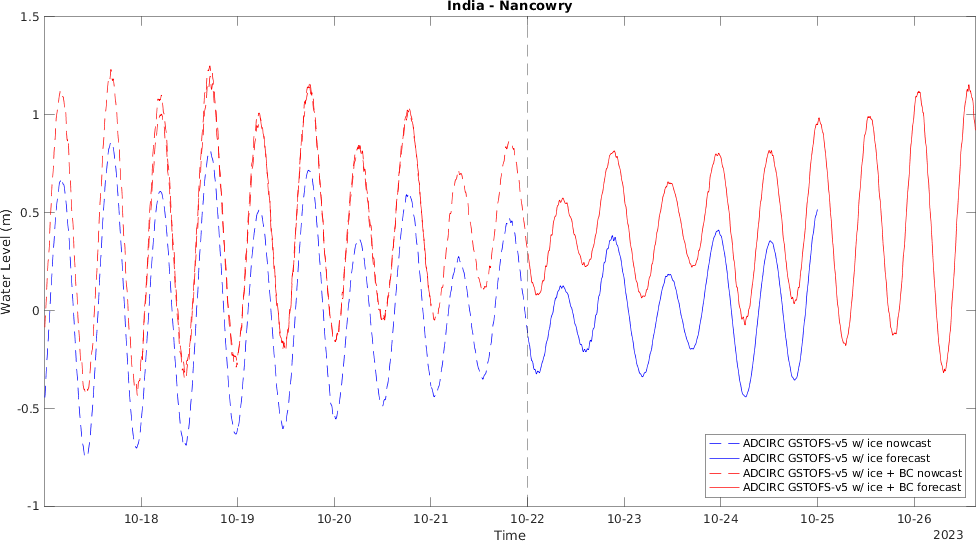 India - Nancowry
Water Level (m)
1.5
1
0.5
0
-0.5
-1
10-18 10-19 10-20 10-21 10-22 10-23 10-24 10-25 10-26
Time
2023
ADCIRC GSTOFS-v5 w/ ice nowcast
ADCIRC GSTOFS-v5 w/ ice forecast
ADCIRC GSTOFS-v5 w/ ice + BC nowcast
ADCIRC GSTOFS-v5 w/ ice + BC forecast